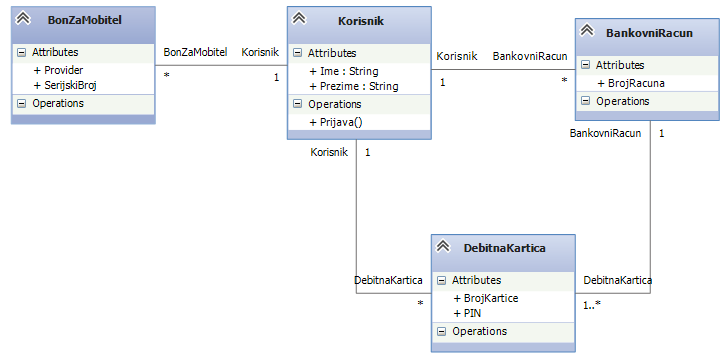 BonZaMobitel
Attributes
+ Provider
+ SerijskiBroj
Operations
BonZaMobitel
*
Korisnik
1
Korisnik
Attributes
+ Ime : String
+ Prezime : String
Operations
+ Prijava()
Korisnik
1
BankovniRacun
*
BankovniRacun
Attributes
+ BrojRacuna
Operations
Korisnik 1
BankovniRacun 1
DebitnaKartica
*
DebitnaKartica
Attributes
+ BrojKartice
+ PIN
Operations
DebitnaKartica
1..*